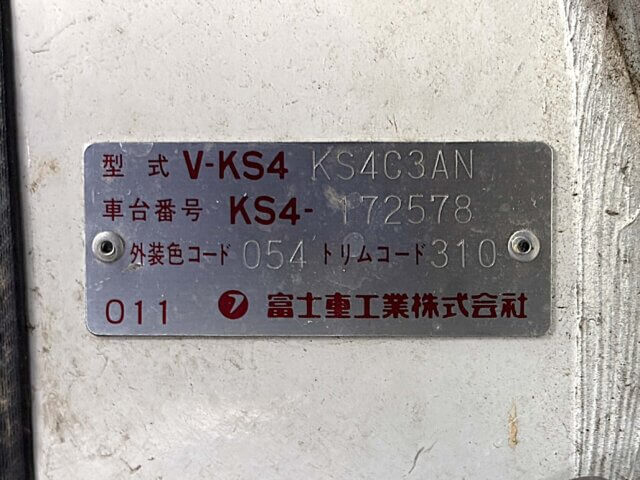 型式 V-KS4 KS4C3AN
車台番号 KS4-172578
外装色コード 054 トリムコード 310
011 フ 富士重工業株式会社